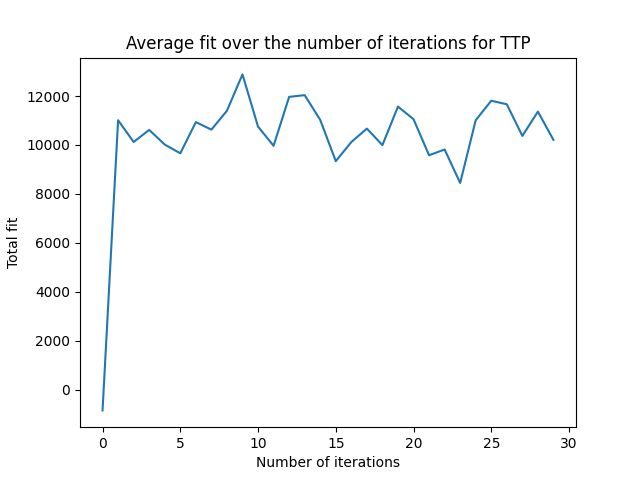 Average fit over the number of iterations for TTP
12000
10000
8000
6000
4000
2000
0
Total fit
0 5 10 15 20 25 30
Number of iterations